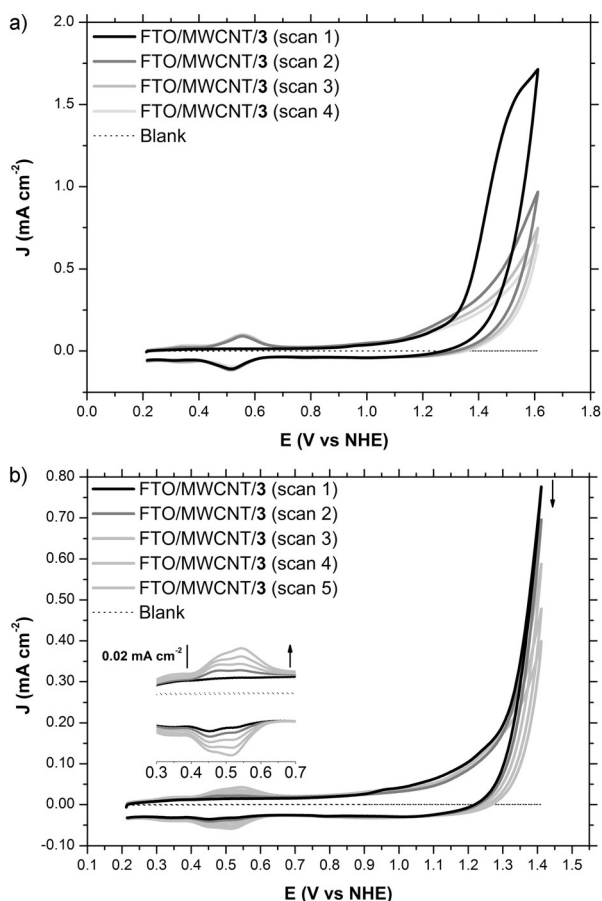 a)
FTO/MWCNT/3 (scan 1)
FTO/MWCNT/3 (scan 2)
FTO/MWCNT/3 (scan 3)
FTO/MWCNT/3 (scan 4)
Blank
J (mA cm-2)
2.0
1.5
1.0
0.5
0.0
0.0 0.2 0.4 0.6 0.8 1.0 1.2 1.4 1.6 1.8
E (V vs NHE)
b)
FTO/MWCNT/3 (scan 1)
FTO/MWCNT/3 (scan 2)
FTO/MWCNT/3 (scan 3)
FTO/MWCNT/3 (scan 4)
FTO/MWCNT/3 (scan 5)
Blank
0.02 mA cm-2
0.3 0.4 0.5 0.6 0.7
J (mA cm-2)
0.80
0.70
0.60
0.50
0.40
0.30
0.20
0.10
0.00
-0.10
0.1 0.2 0.3 0.4 0.5 0.6 0.7 0.8 0.9 1.0 1.1 1.2 1.3 1.4 1.5
E (V vs NHE)